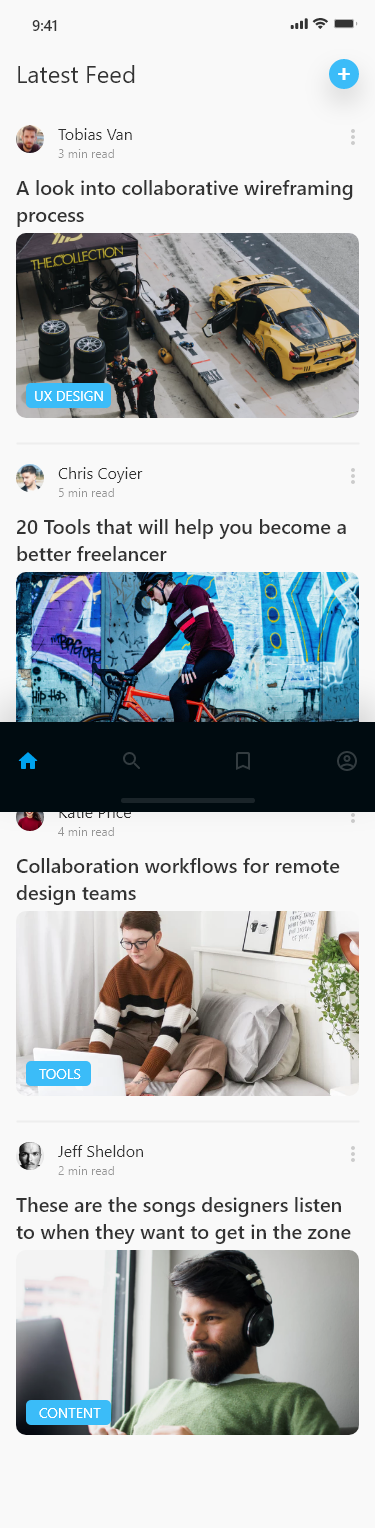 9:41
Latest Feed
Tobias Van
3 min read
A look into collaborative wireframing
process
THE COLLECTION
UX DESIGN
Chris Coyier
5 min read
20 Tools that will help you become a
better freelancer
HIP HOP
Katie Price
4 min read
Collaboration workflows for remote
design teams
TOOLS
Jeff Sheldon
2 min read
These are the songs designers listen
to when they want to get in the zone
CONTENT